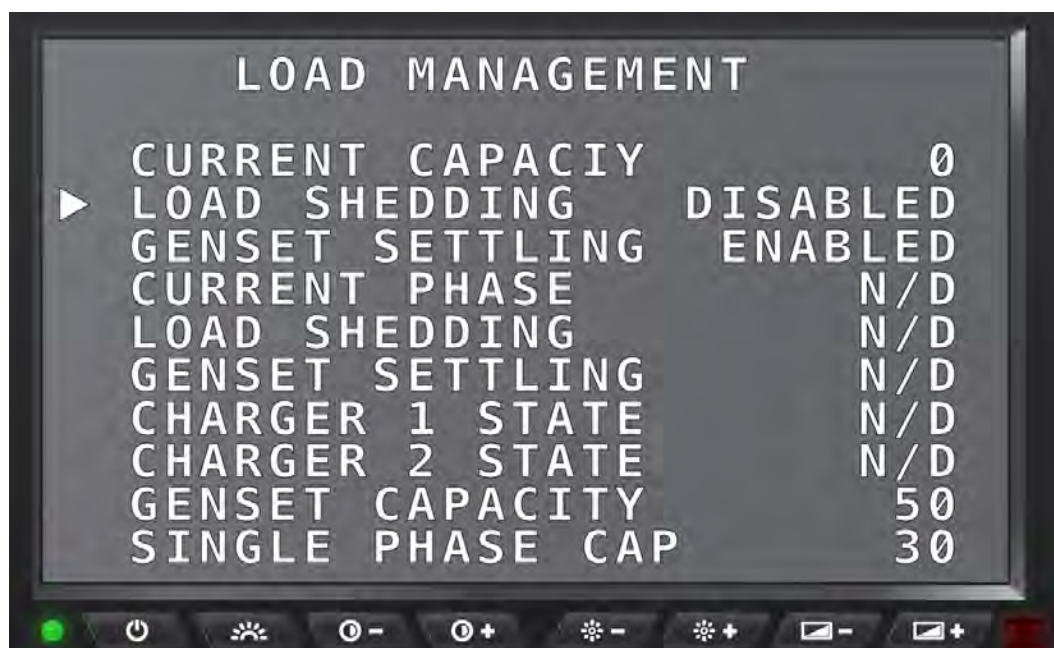 LOAD MANAGEMENT
CURRENT CAPACIY 0
LOAD SHEDDING DISABLED
GENSET SETTLING ENABLED
CURRENT PHASE N/D
LOAD SHEDDING N/D
GENSET SETTLING N/D
CHARGER 1 STATE N/D
CHARGER 2 STATE N/D
GENSET CAPACITY 50
SINGLE PHASE CAP 30